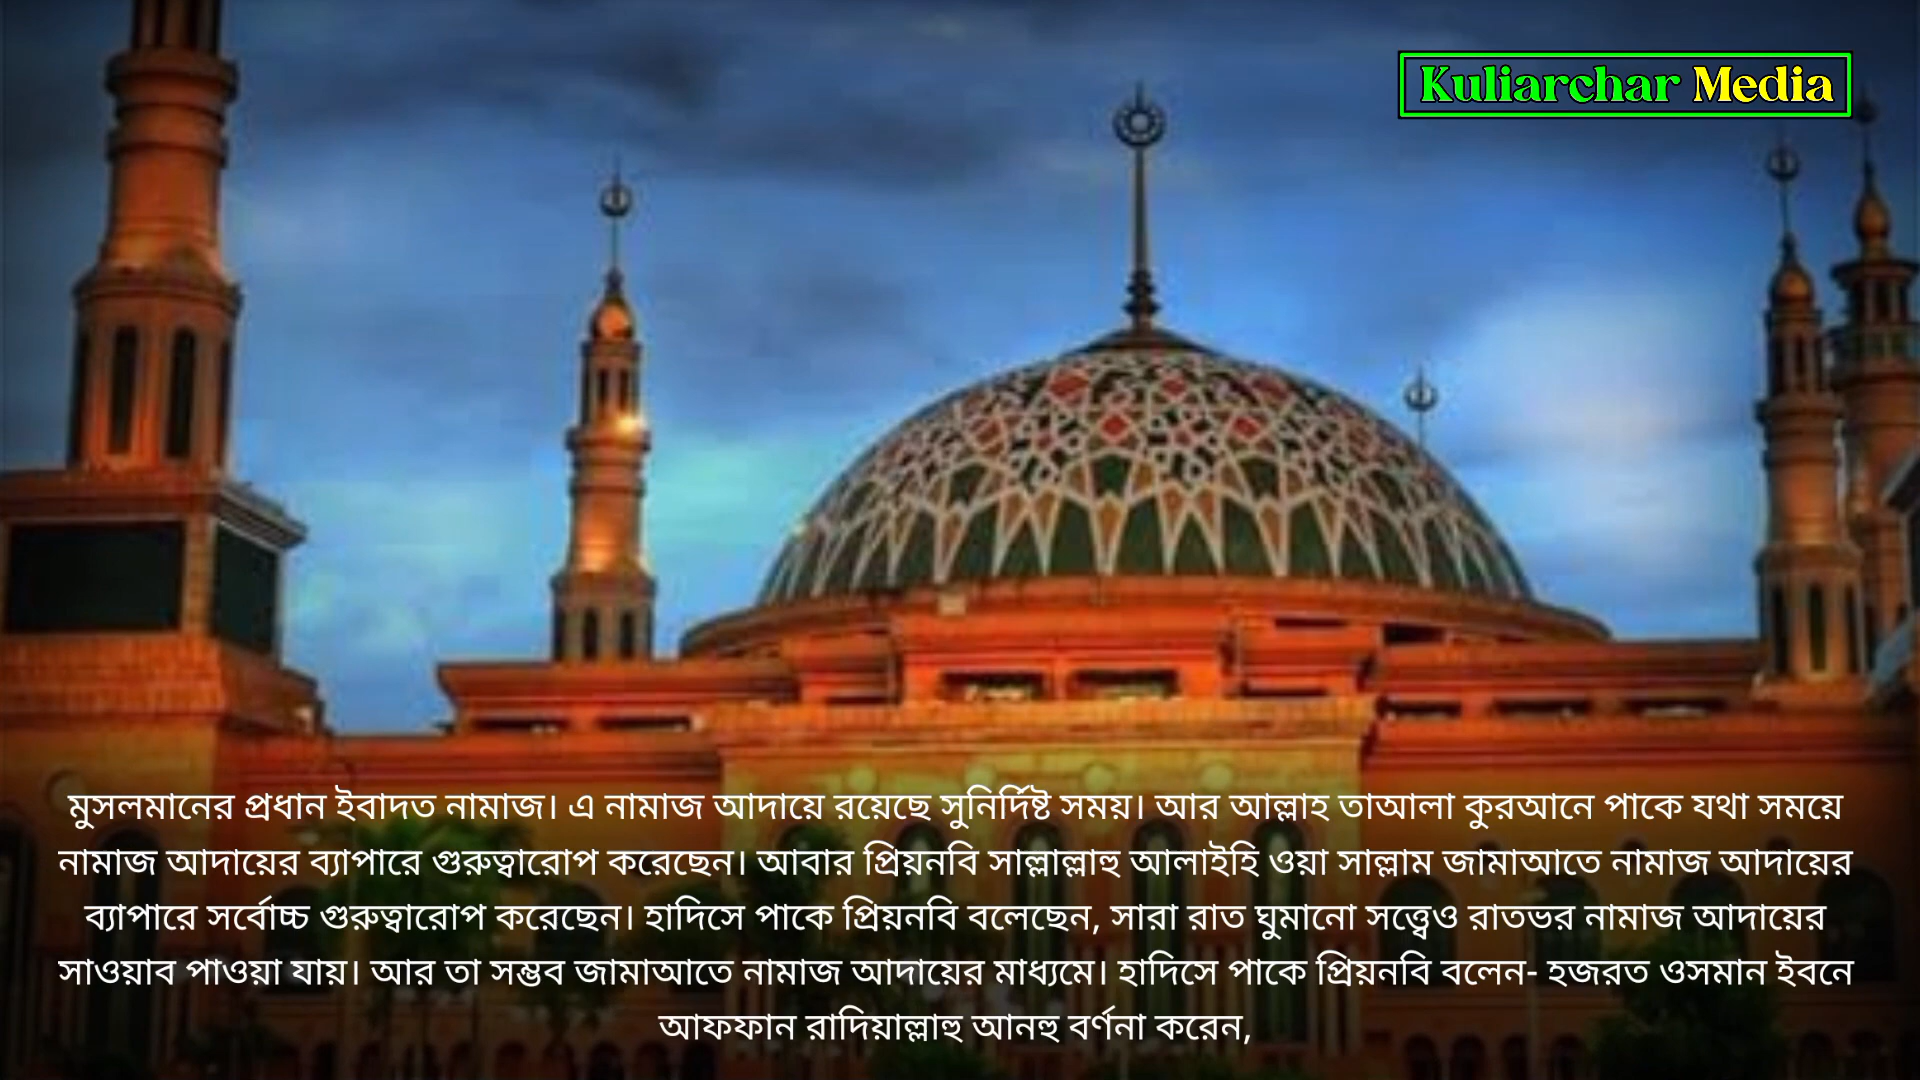 Kuliarchar Media
মুসলমানের প্রধান ইবাদত নামাজ। এ নামাজ আদায়ে রয়েছে সুনির্দিষ্ট সময়। আর আল্লাহ তাআলা কুরআনে পাকে যথা সময়ে
নামাজ আদায়ের ব্যাপারে গুরুত্বারোপ করেছেন। আবার প্রিয়নবি সাল্লাল্লাহু আলাইহি ওয়া সাল্লাম জামাআতে নামাজ আদায়ের
ব্যাপারে সর্বোচ্চ গুরুত্বারোপ করেছেন। হাদিসে পাকে প্রিয়নবি বলেছেন, সারা রাত ঘুমানো সত্ত্বেও রাতভর নামাজ আদায়ের
সাওয়াব পাওয়া যায়। আর তা সম্ভব জামাআতে নামাজ আদায়ের মাধ্যমে। হাদিসে পাকে প্রিয়নবি বলেন- হজরত ওসমান ইবনে
আফফান রাদিয়াল্লাহু আনহু বর্ণনা করেন,